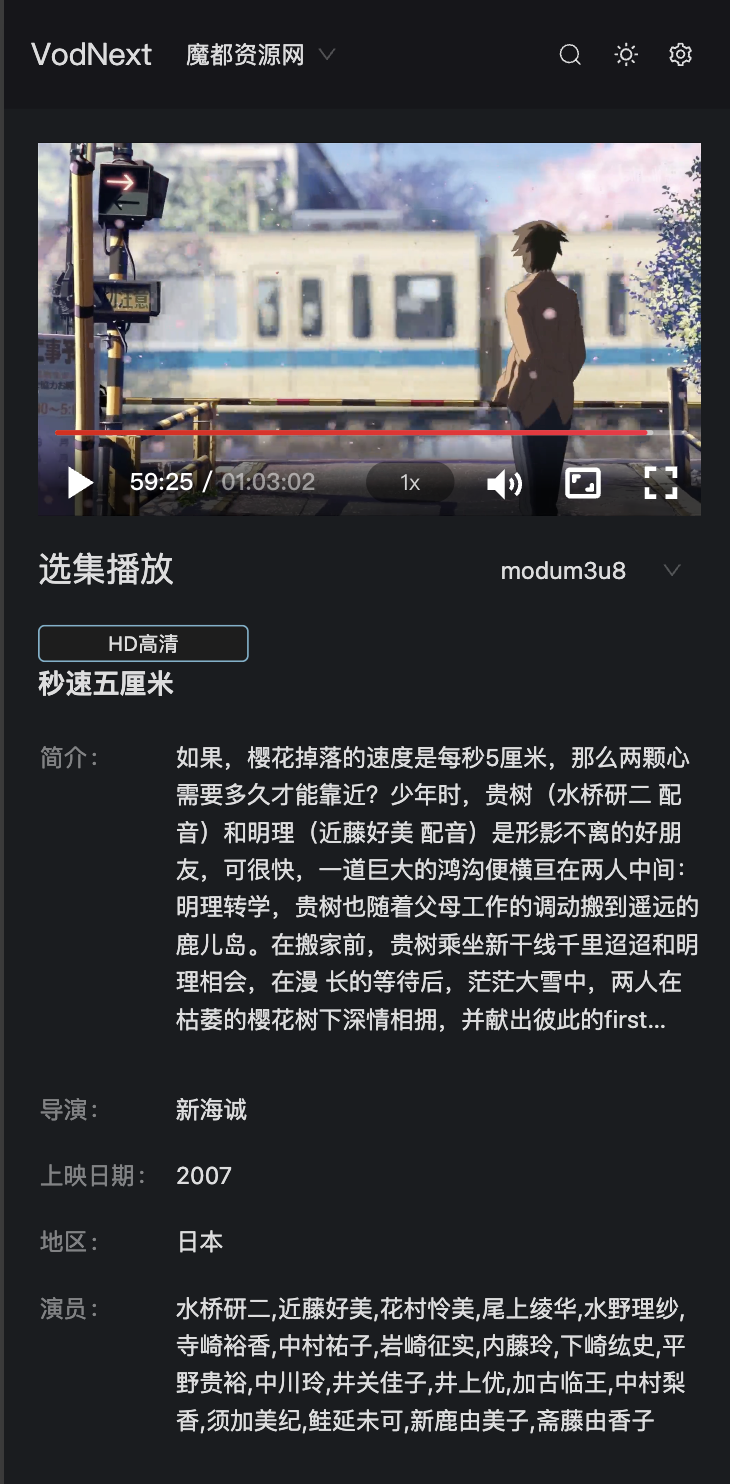 VodNext 魔都资源网
注意
工事予
59:25 / 01:03:02 1x
选集播放 modum3u8
HD高清
秒速五厘米
简介： 如果，樱花掉落的速度是每秒5厘米，那么两颗心
需要多久才能靠近？少年时，贵树（水桥研二 配
音）和明理（近藤好美 配音）是形影不离的好朋
友，可很快，一道巨大的鸿沟便横亘在两人中间：
明理转学，贵树也随着父母工作的调动搬到遥远的
鹿儿岛。在搬家前，贵树乘坐新干线千里迢迢和明
理相会，在漫 长的等待后，茫茫大雪中，两人在
枯萎的樱花树下深情相拥，并献出彼此的first...
导演： 新海诚
上映日期： 2007
地区： 日本
演员： 水桥研二,近藤好美,花村怜美,尾上绫华,水野理纱,
寺崎裕香,中村祐子,岩崎征实,内藤玲,下崎纮史,平
野贵裕,中川玲,井关佳子,井上优,加古临王,中村梨
香,须加美纪,鲑延未可,新鹿由美子,斋藤由香子